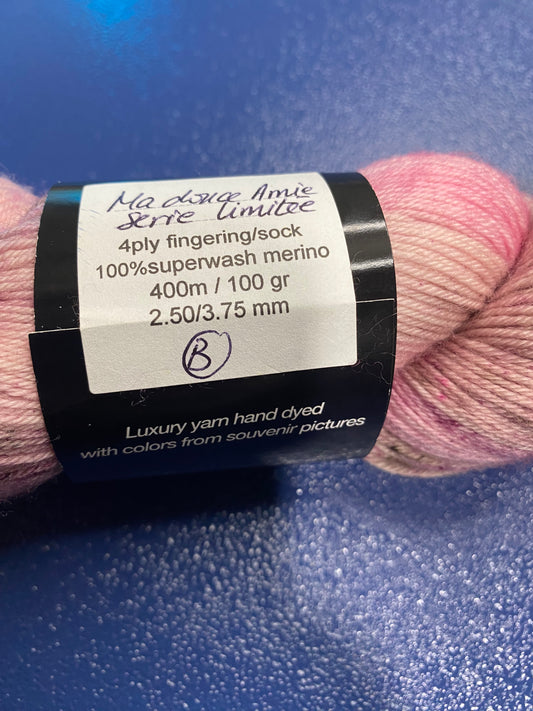 Ma douce Amie
Serie limitee
4ply fingering/sock
100%superwash merino
400m / 100 gr
2.50/3.75 mm
B
Luxury yarn hand dyed
with colors from souvenir pictures